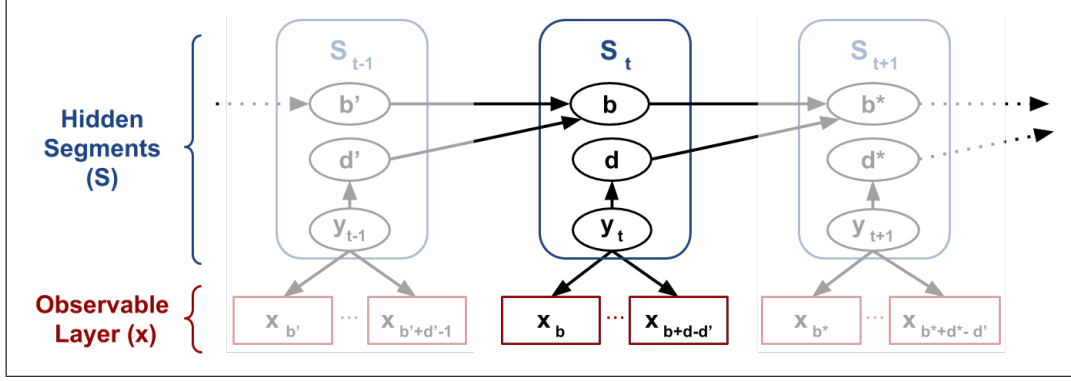 Hidden
Segments
(S)
S t-1
b'
d'
y t-1
S t
b
d
y t
S t+1
b*
d*
y t+1
Observable
Layer (x)
x b'
...
x b'+d'-1
x b
...
x b+d-d'
x b*
...
x b*+d*- d'